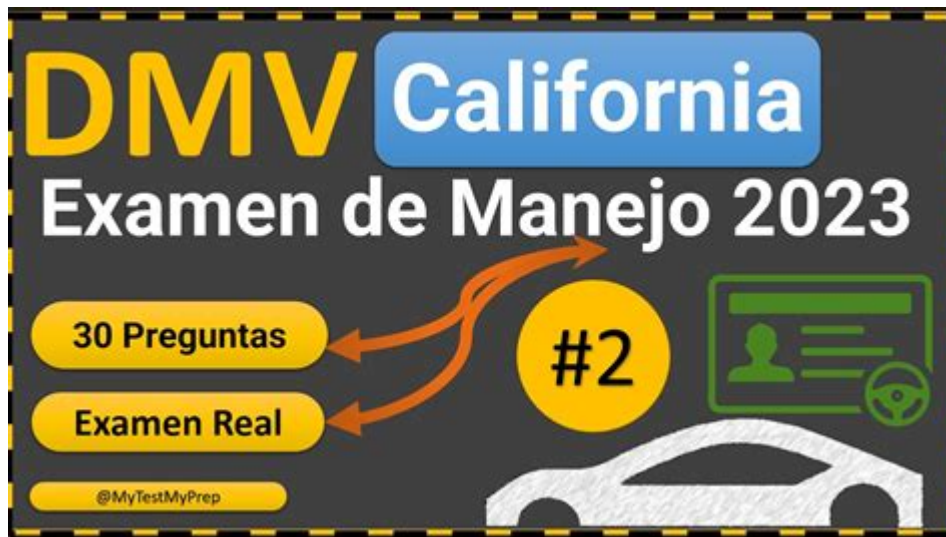 DMV California
Examen de Manejo 2023
30 Preguntas
#2
Examen Real
@MyTestMyPrep